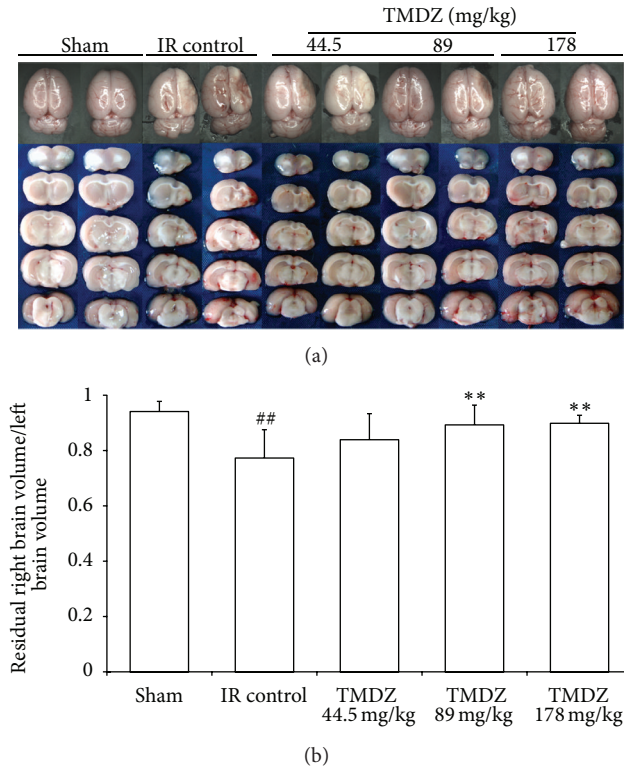 TMDZ (mg/kg)
Sham IR control 44.5 89 178
(a)
Residual right brain volume/left
brain volume
1
0.8
0.6
0.4
0.2
0
##
**
**
Sham IR control TMDZ TMDZ TMDZ
44.5 mg/kg 89 mg/kg 178 mg/kg
(b)